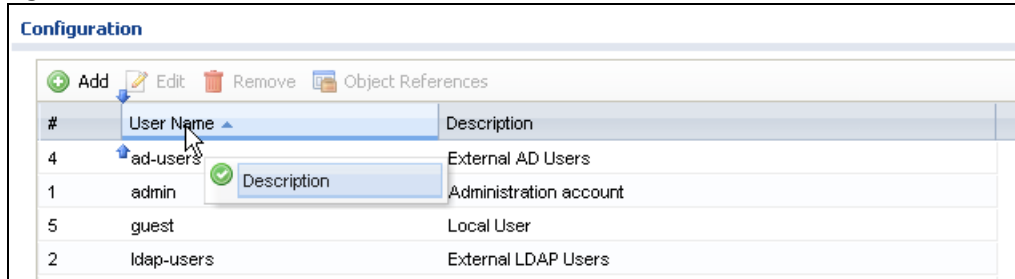 Configuration
Add Edit Remove Object References
# User Name Description
4 ad-users External AD Users
Description
1 admin Administration account
5 guest Local User
2 ldap-users External LDAP Users